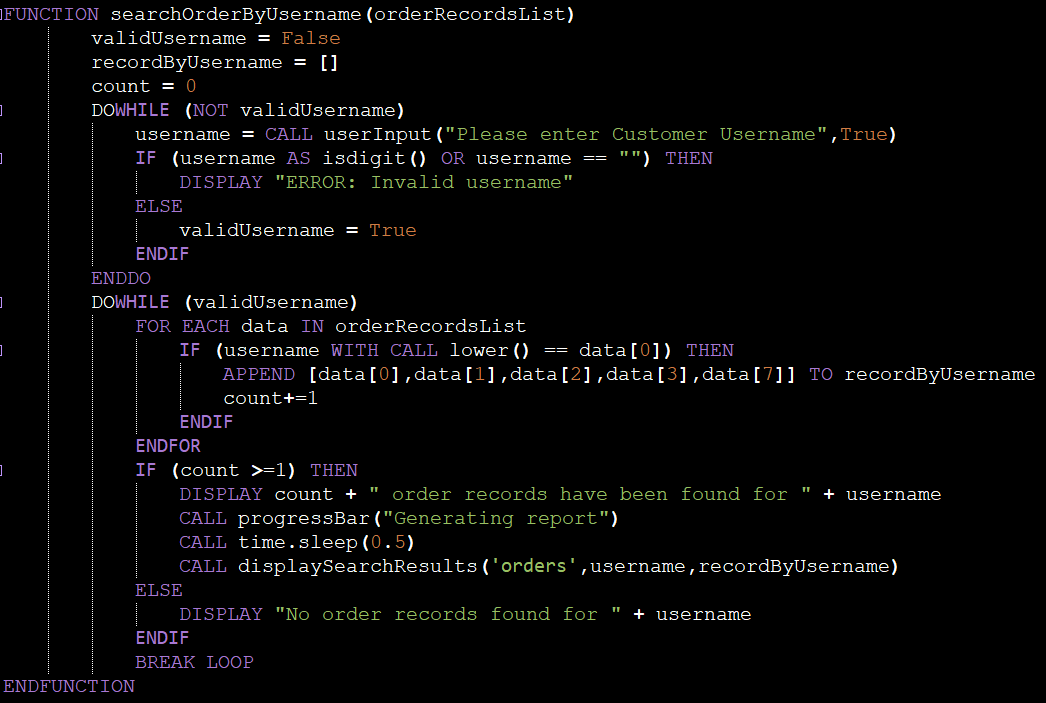 FUNCTION searchOrderByUsername(orderRecordsList)
validUsername = False
recordByUsername = []
count = 0
DOWHILE (NOT validUsername)
username = CALL userInput("Please enter Customer Username",True)
IF (username AS isdigit() OR username == "") THEN
DISPLAY "ERROR: Invalid username"
ELSE
validUsername = True
ENDIF
ENDDO
DOWHILE (validUsername)
FOR EACH data IN orderRecordsList
IF (username WITH CALL lower() == data[0]) THEN
APPEND [data[0],data[1],data[2],data[3],data[7]] TO recordByUsername
count+=1
ENDIF
ENDFOR
IF (count >=1) THEN
DISPLAY count + " order records have been found for " + username
CALL progressBar("Generating report")
CALL time.sleep(0.5)
CALL displaySearchResults('orders',username,recordByUsername)
ELSE
DISPLAY "No order records found for " + username
ENDIF
BREAK LOOP
ENDFUNCTION